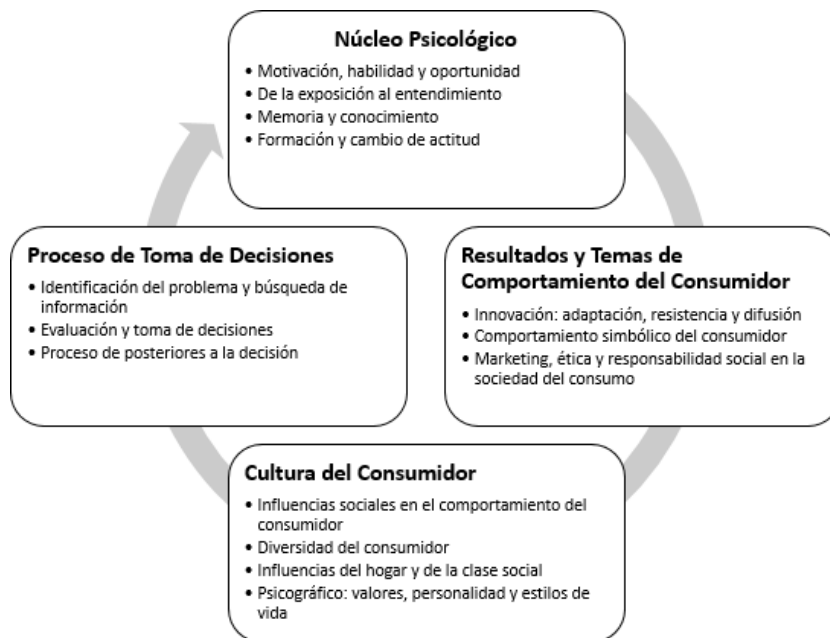 Núcleo Psicológico
• Motivación, habilidad y oportunidad
• De la exposición al entendimiento
• Memoria y conocimiento
• Formación y cambio de actitud
Proceso de Toma de Decisiones
• Identificación del problema y búsqueda de
información
• Evaluación y toma de decisiones
• Proceso de posteriores a la decisión
Resultados y Temas de
Comportamiento del Consumidor
• Innovación: adaptación, resistencia y difusión
• Comportamiento simbólico del consumidor
• Marketing, ética y responsabilidad social en la
sociedad del consumo
Cultura del Consumidor
• Influencias sociales en el comportamiento del
consumidor
• Diversidad del consumidor
• Influencias del hogar y de la clase social
• Psicográfico: valores, personalidad y estilos de
vida